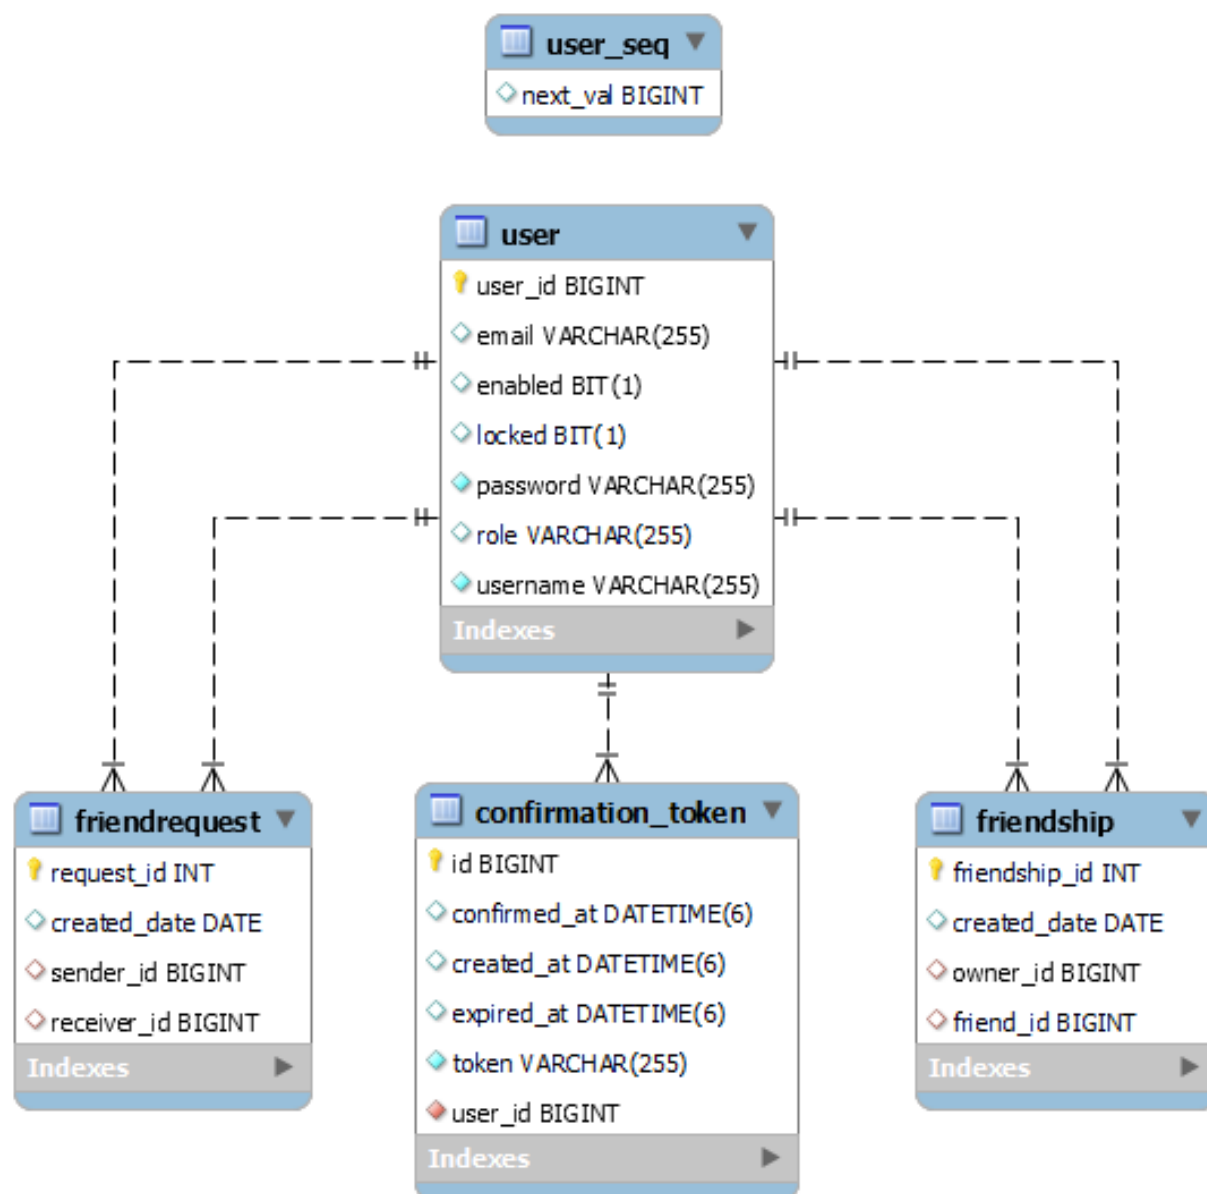 user_seq
next_val BIGINT
user
user_id BIGINT
email VARCHAR(255)
enabled BIT(1)
locked BIT(1)
password VARCHAR(255)
role VARCHAR(255)
username VARCHAR(255)
Indexes
friendrequest
request_id INT
created_date DATE
sender_id BIGINT
receiver_id BIGINT
Indexes
confirmation_token
id BIGINT
confirmed_at DATETIME(6)
created_at DATETIME(6)
expired_at DATETIME(6)
token VARCHAR(255)
user_id BIGINT
Indexes
friendship
friendship_id INT
created_date DATE
owner_id BIGINT
friend_id BIGINT
Indexes